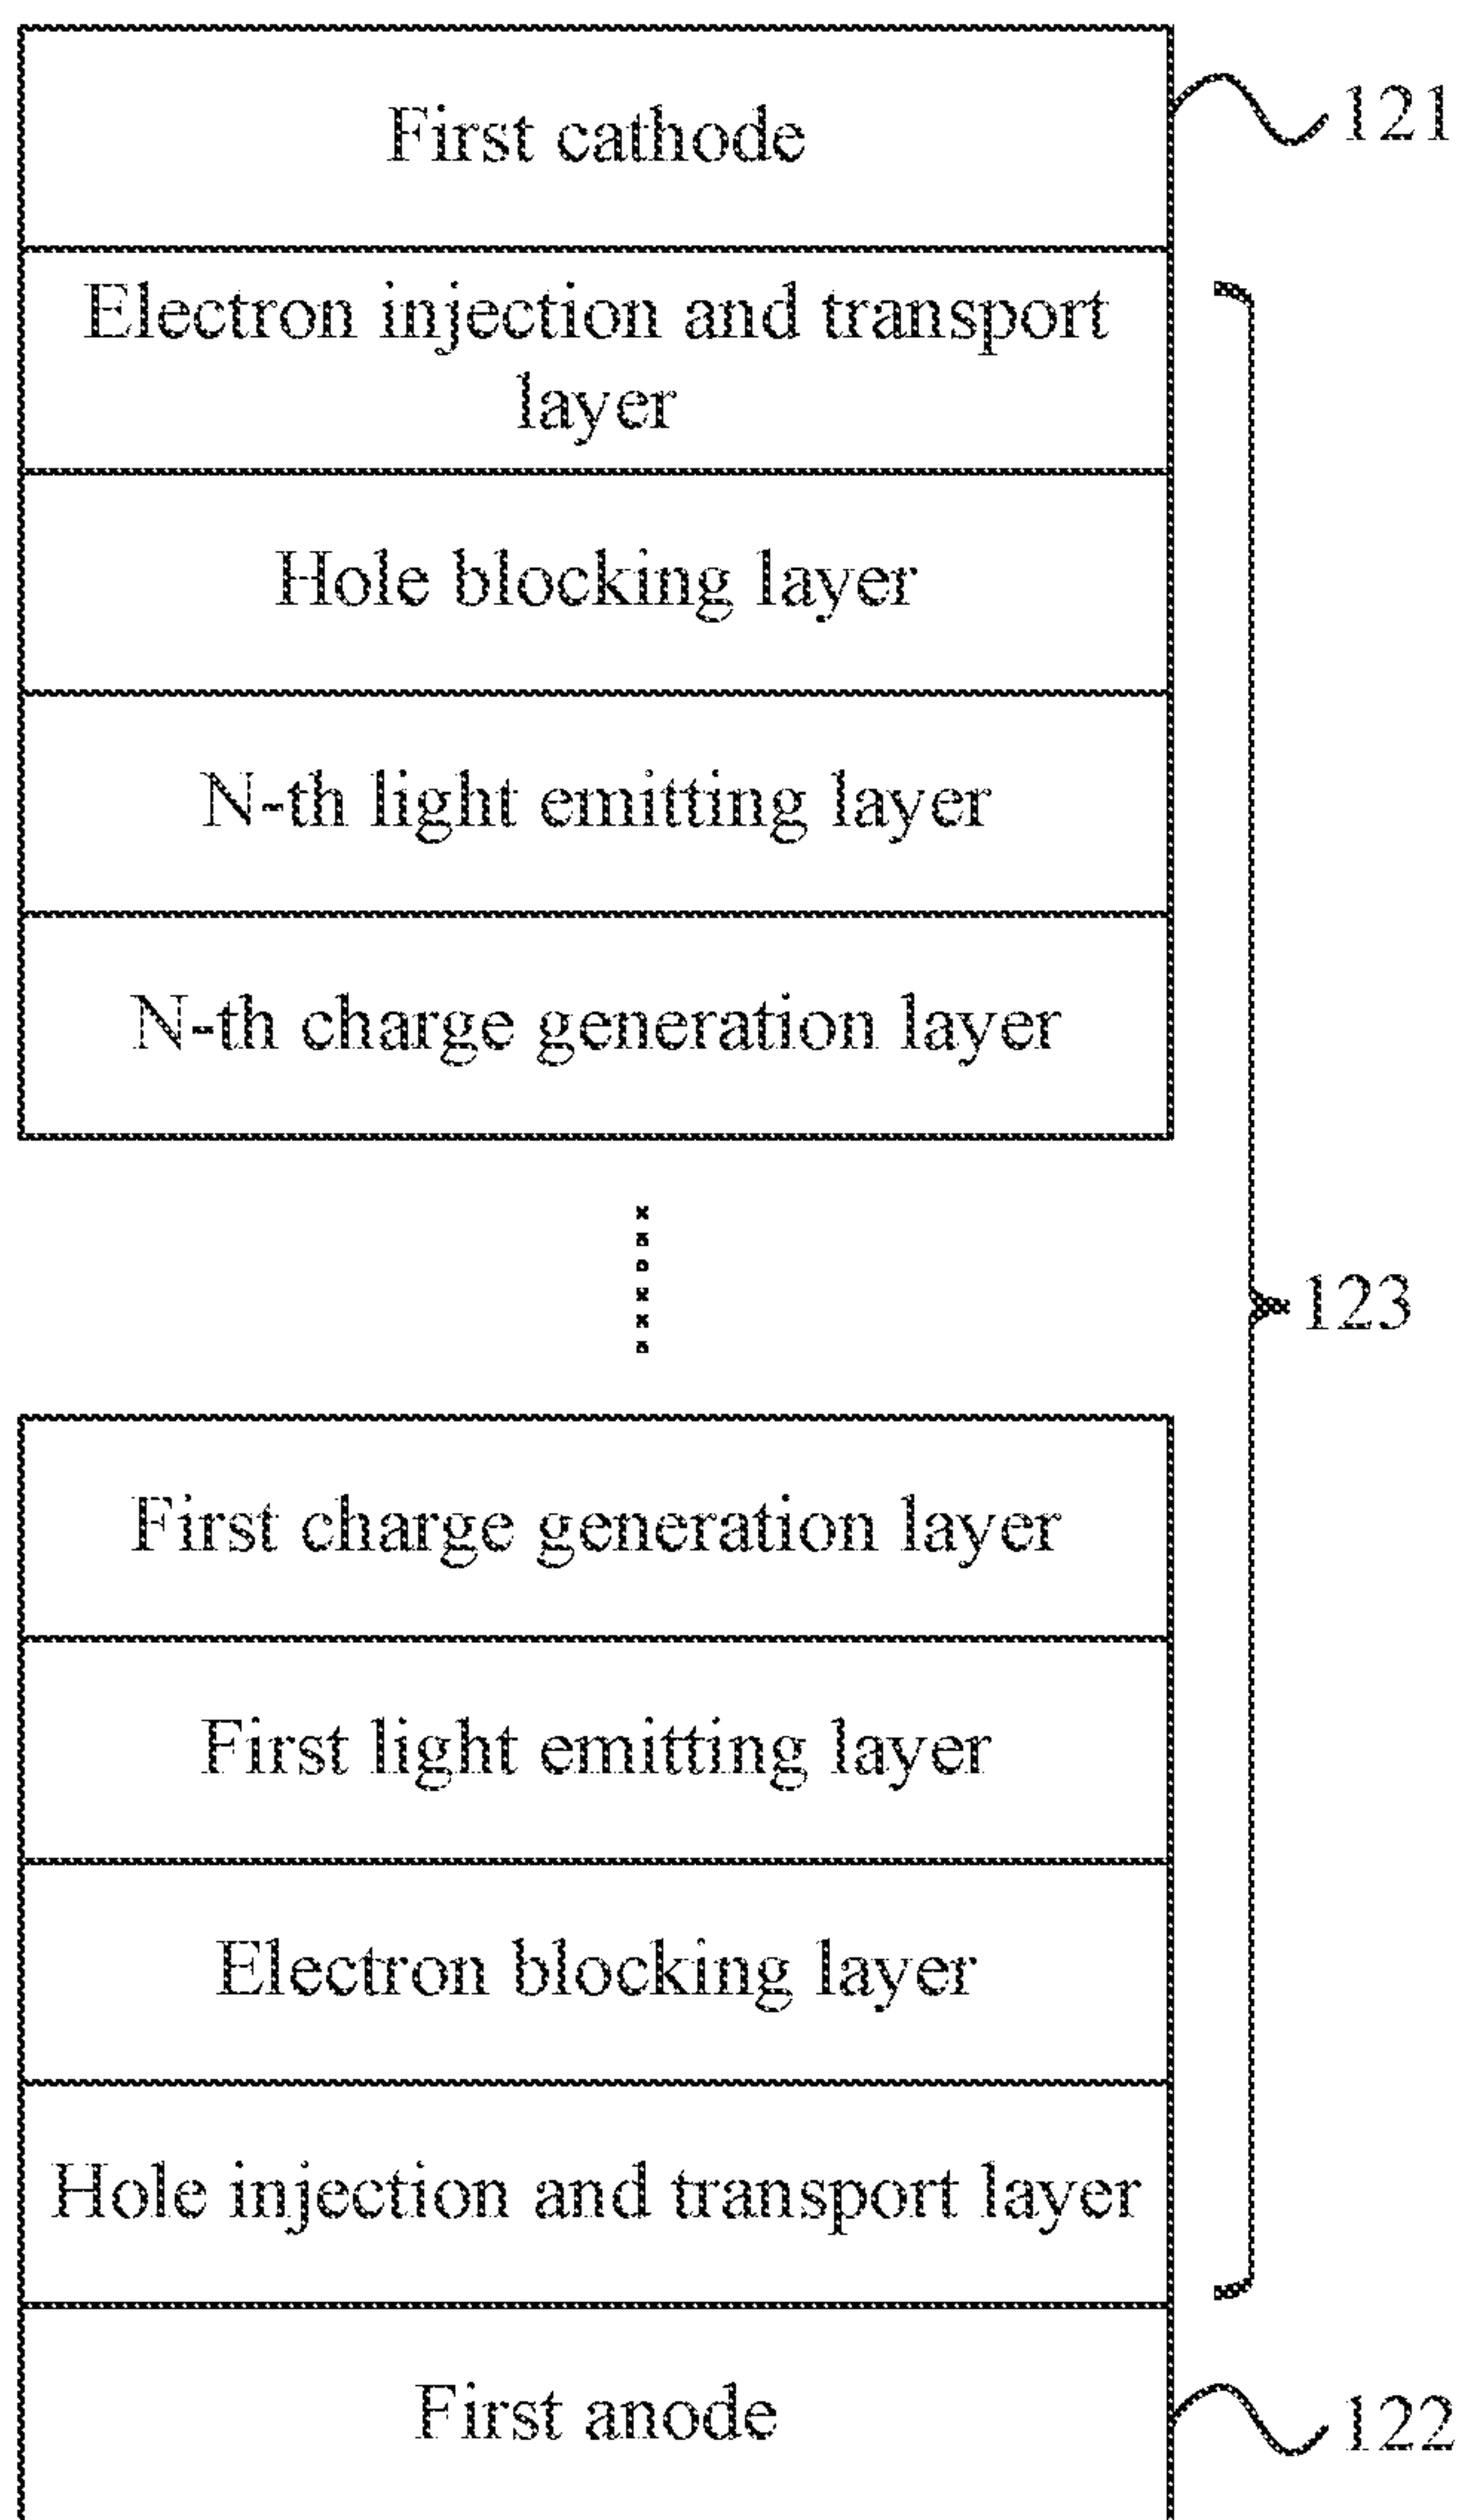 First cathode
121
Electron injection and transport
layer
Hole blocking layer
N-th light emitting layer
N-th charge generation layer
123
First charge generation layer
First light emitting layer
Electron blocking layer
Hole injection and transport layer
First anode
122